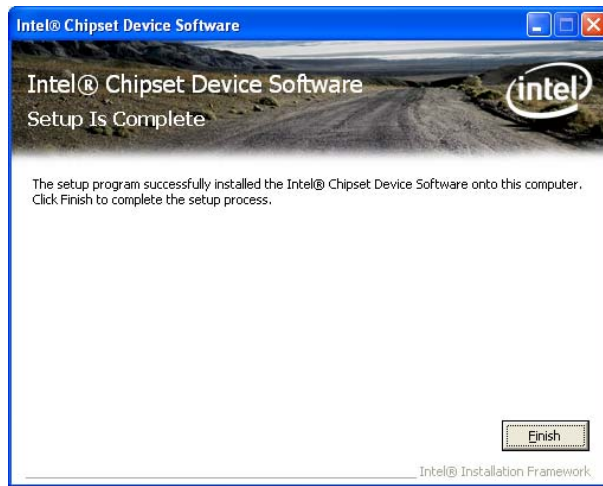 Intel® Chipset Device Software
Intel® Chipset Device Software
intel
Setup Is Complete
The setup program successfully installed the Intel® Chipset Device Software onto this computer.
Click Finish to complete the setup process.
Finish
Intel® Installation Framework